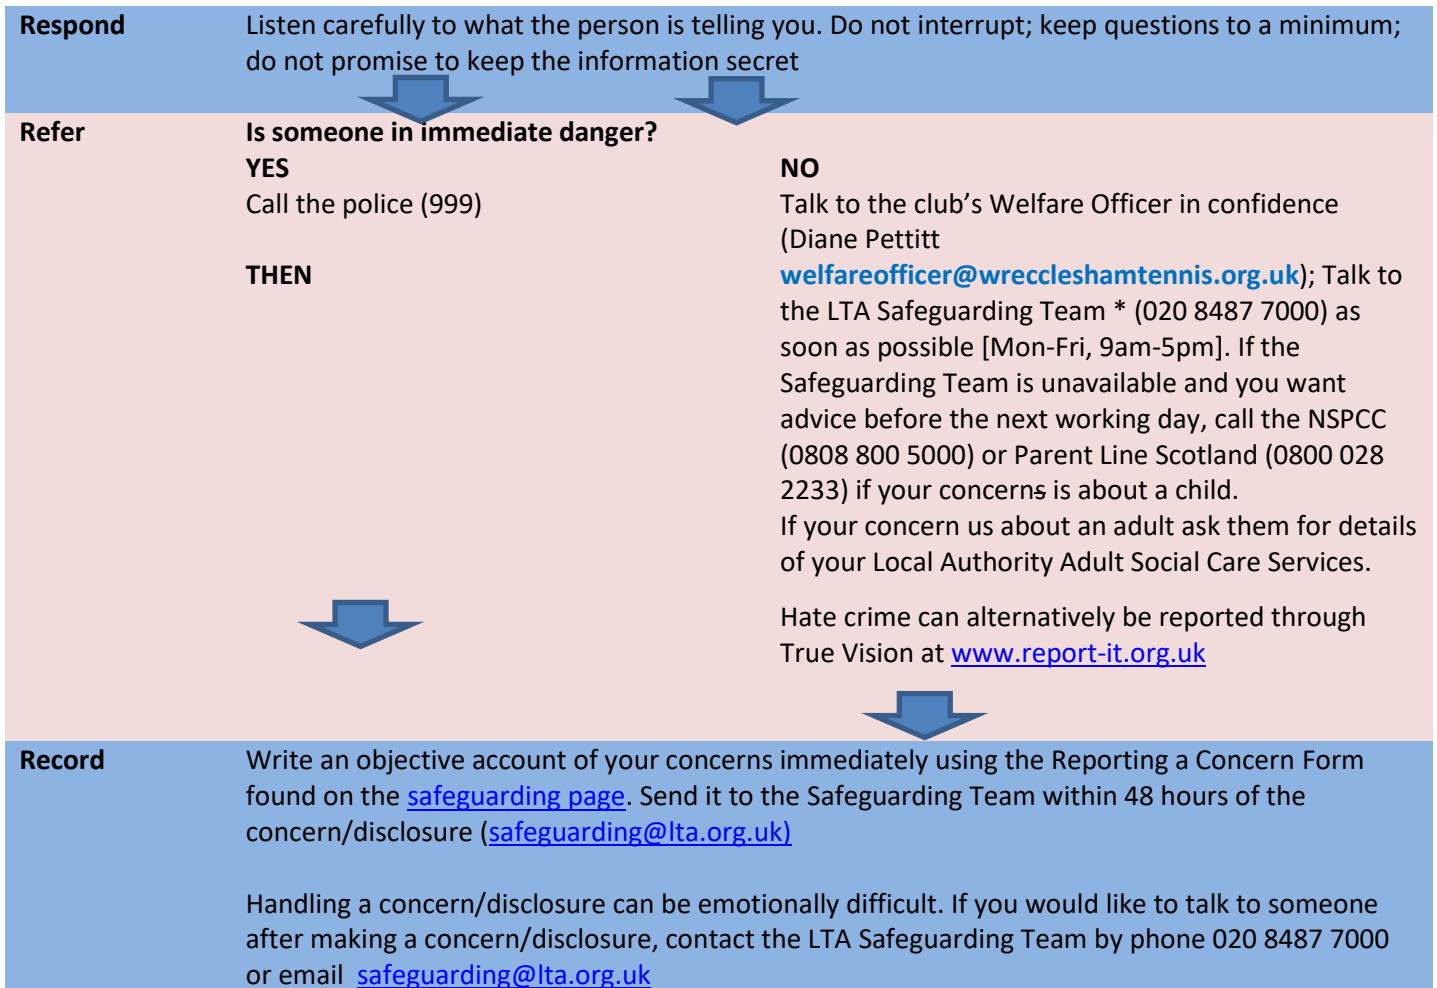 Respond
Listen carefully to what the person is telling you. Do not interrupt; keep questions to a minimum;
do not promise to keep the information secret
Refer
Is someone in immediate danger?
YES
Call the police (999)
THEN
NO
Talk to the club’s Welfare Officer in confidence
(Diane Pettitt
welfareofficer@wreccleshamtennis.org.uk); Talk to
the LTA Safeguarding Team * (020 8487 7000) as
soon as possible [Mon-Fri, 9am-5pm]. If the
Safeguarding Team is unavailable and you want
advice before the next working day, call the NSPCC
(0808 800 5000) or Parent Line Scotland (0800 028
2233) if your concerns is about a child.
If your concern us about an adult ask them for details
of your Local Authority Adult Social Care Services.
Hate crime can alternatively be reported through
True Vision at www.report-it.org.uk
Record
Write an objective account of your concerns immediately using the Reporting a Concern Form
found on the safeguarding page. Send it to the Safeguarding Team within 48 hours of the
concern/disclosure (safeguarding@lta.org.uk)
Handling a concern/disclosure can be emotionally difficult. If you would like to talk to someone
after making a concern/disclosure, contact the LTA Safeguarding Team by phone 020 8487 7000
or email safeguarding@lta.org.uk